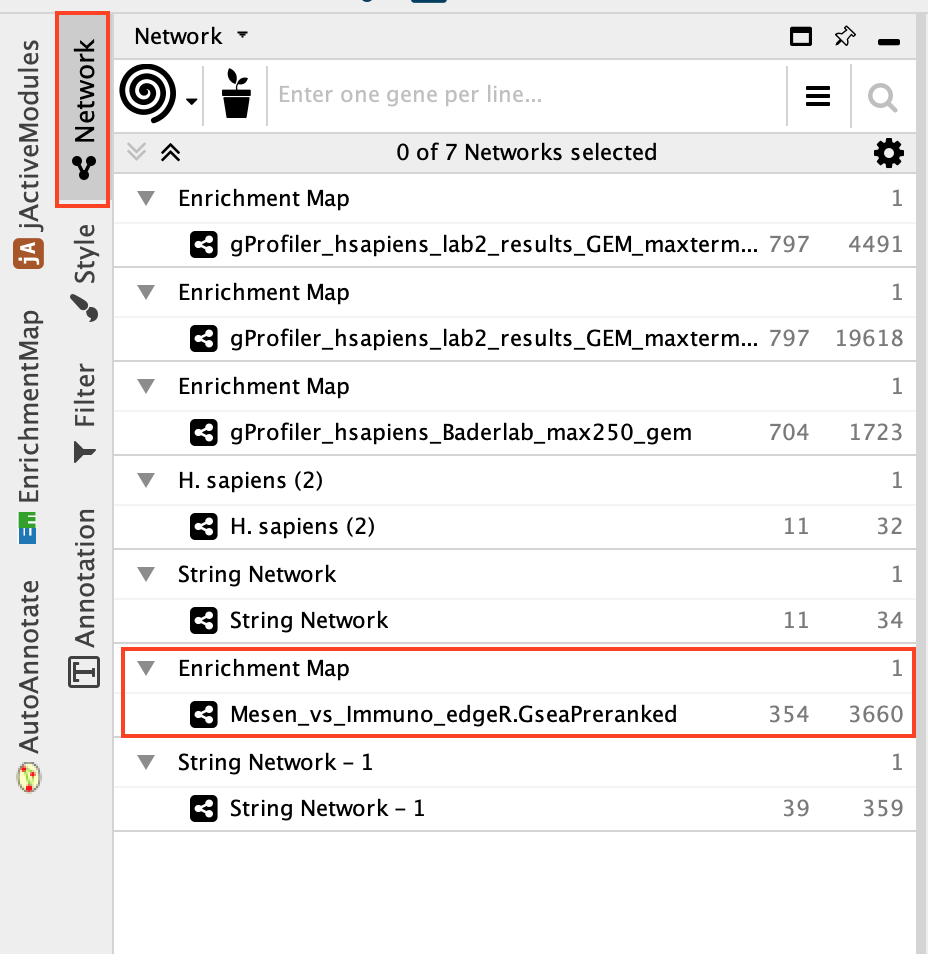 jActiveModules
jA
EnrichmentMap
Em
AutoAnnotate
Network
Style
Filter
Annotation
T
Network
Enter one gene per line...
0 of 7 Networks selected
Enrichment Map 1
gProfiler_hsapiens_lab2_results_GEM_maxterm... 797 4491
Enrichment Map 1
gProfiler_hsapiens_lab2_results_GEM_maxterm... 797 19618
Enrichment Map 1
gProfiler_hsapiens_Baderlab_max250_gem 704 1723
H. sapiens (2) 1
H. sapiens (2) 11 32
String Network 1
String Network 11 34
Enrichment Map 1
Mesen_vs_Immuno_edgeR.GseaPreranked 354 3660
String Network – 1 1
String Network – 1 39 359